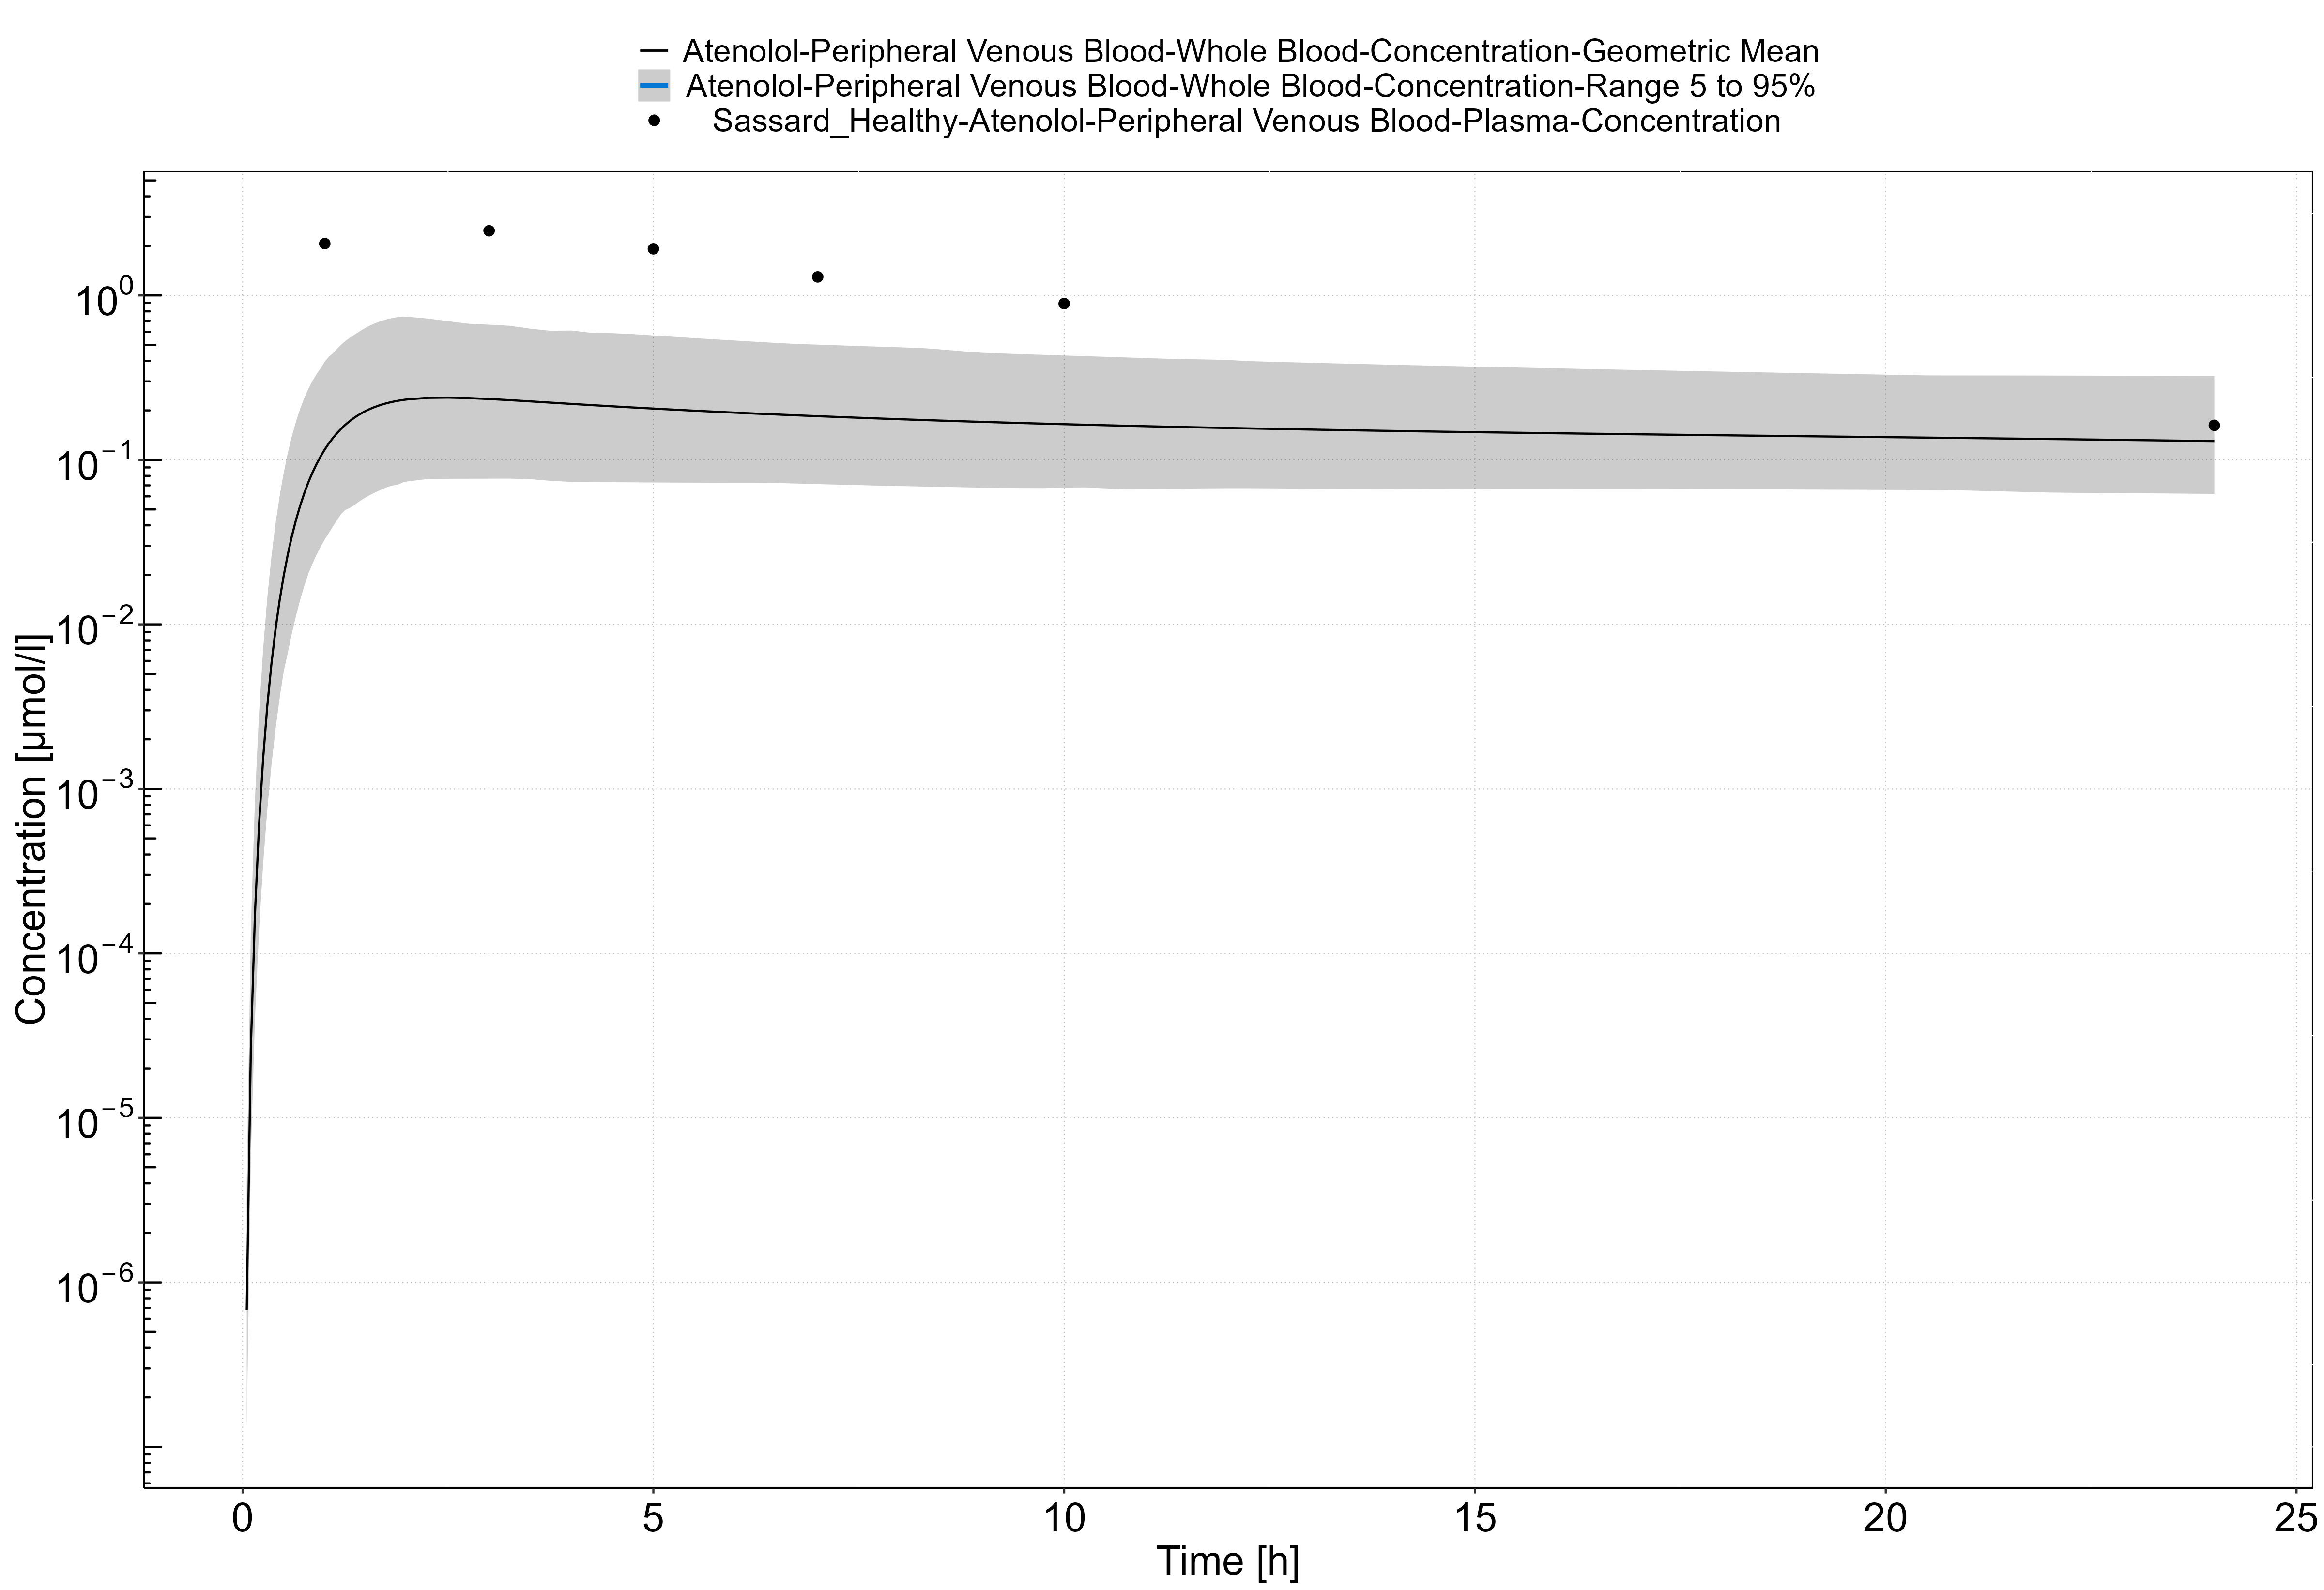 Atenolol-Peripheral Venous Blood-Whole Blood-Concentration-Geometric Mean
Atenolol-Peripheral Venous Blood-Whole Blood-Concentration-Range 5 to 95%
Sassard_Healthy-Atenolol-Peripheral Venous Blood-Plasma-Concentration
10⁰
10⁻¹
10⁻²
10⁻³
10⁻⁴
10⁻⁵
10⁻⁶
Concentration [µmol/l]
0 5 10 15 20 25
Time [h]